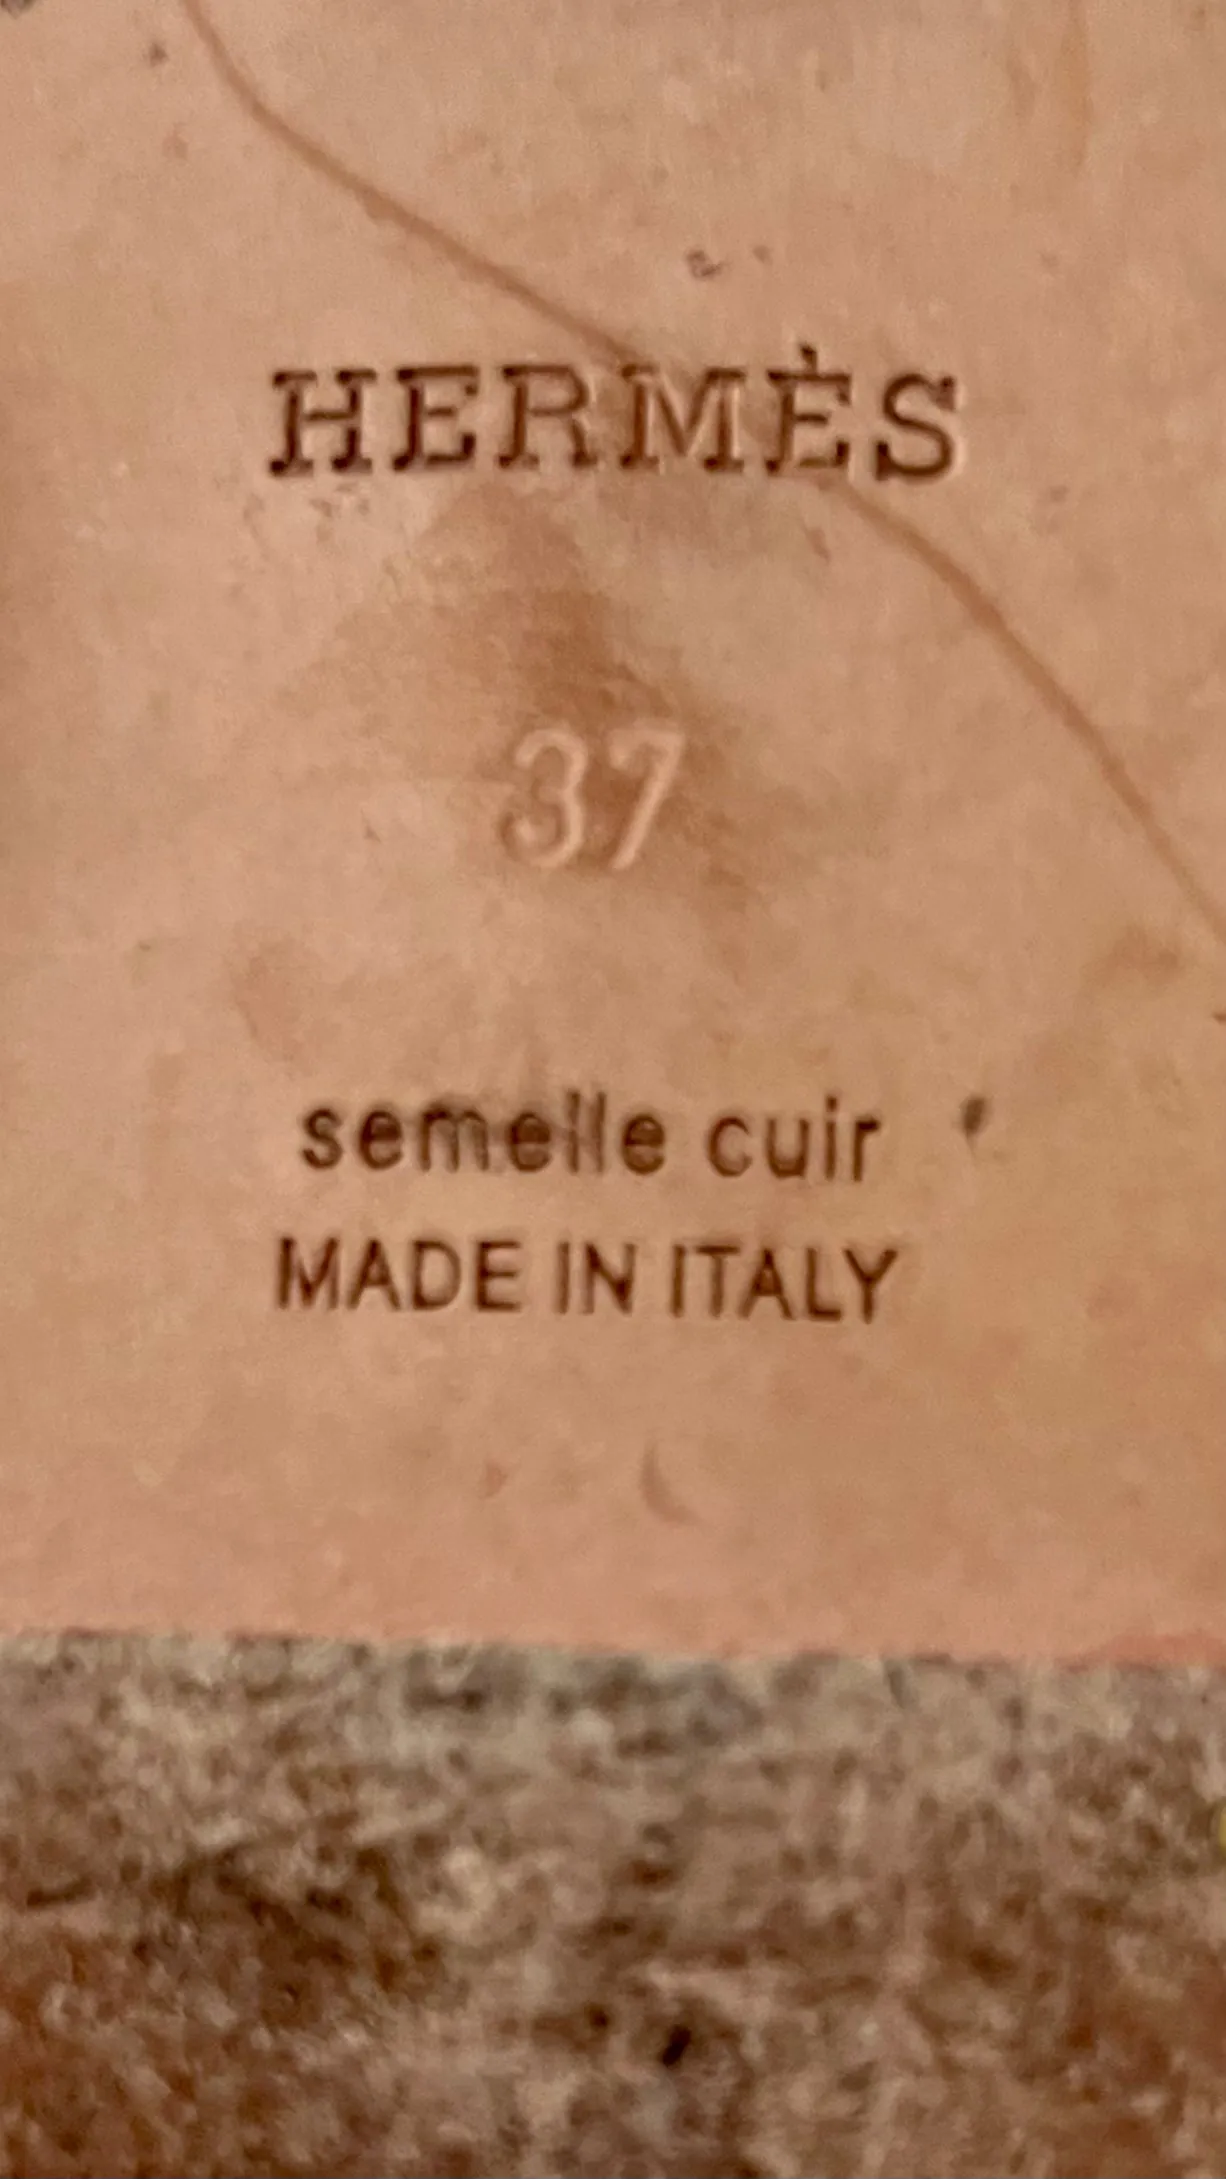 HERMÈS
37
semelle cuir
MADE IN ITALY